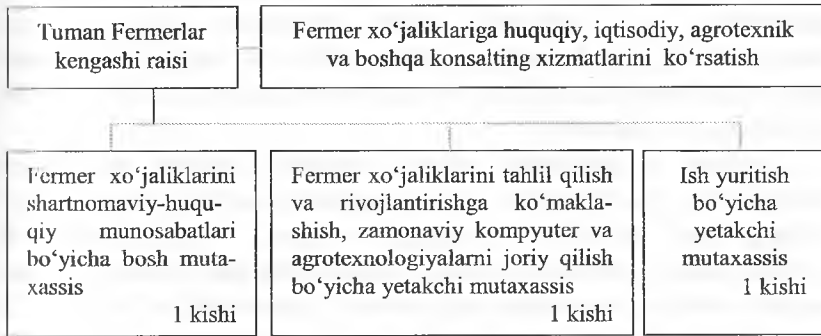 Tuman Fermerlar
kengashi raisi
Fermer xo‘jaliklariga huquqiy, iqtisodiy, agrotexnik
va boshqa konsalting xizmatlarini ko‘rsatish
Fermer xo‘jaliklarini
shartnomaviy-huqu-
qiy munosabatlari
bo‘yicha bosh muta-
xassis
1 kishi
Fermer xo‘jaliklarini tahlil qilish
va rivojlantirishga ko‘makla-
shish, zamonaviy kompyuter va
agrotexnologiyalarni joriy qilish
bo‘yicha yetakchi mutaxassis
1 kishi
Ish yuritish
bo‘yicha
yetakchi
mutaxassis
1 kishi